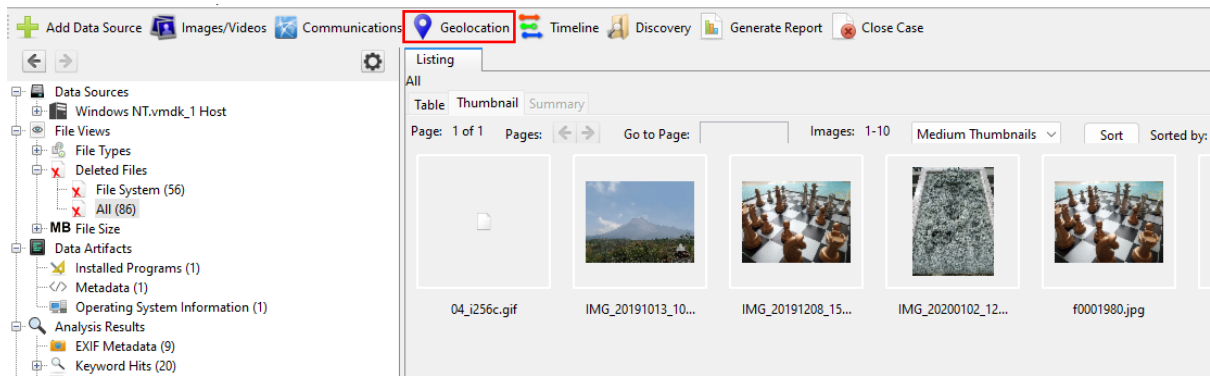 Add Data Source Images/Videos Communications Geolocation Timeline Discovery Generate Report Close Case
Listing
Data Sources
Windows NT.vmdk_1 Host
File Views
File Types
Deleted Files
File System (56)
All (86)
MB File Size
Data Artifacts
Installed Programs (1)
Metadata (1)
Operating System Information (1)
Analysis Results
EXIF Metadata (9)
Keyword Hits (20)
All
Table Thumbnail Summary
Page: 1 of 1 Pages: Go to Page: Images: 1-10 Medium Thumbnails Sort Sorted by:
04_i256c.gif IMG_20191013_10... IMG_20191208_15... IMG_20200102_12... f0001980.jpg